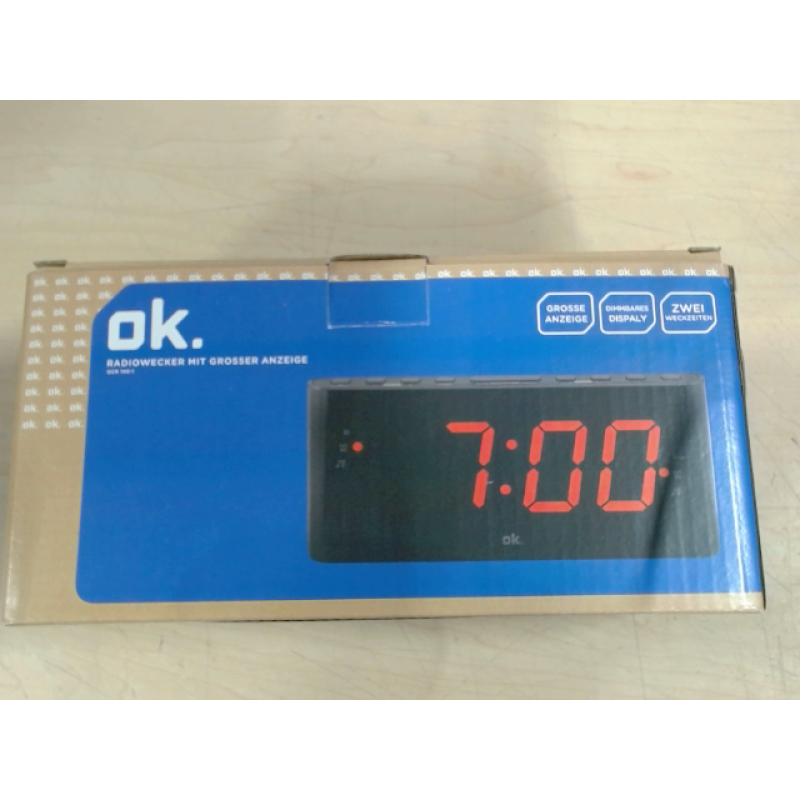 ok.
RADIOWECKER MIT GROSSER ANZEIGE
GROSSE
ANZEIGE
DIMMBARES
DISPALY
ZWEI
WECKZEITEN
7:00
ok.